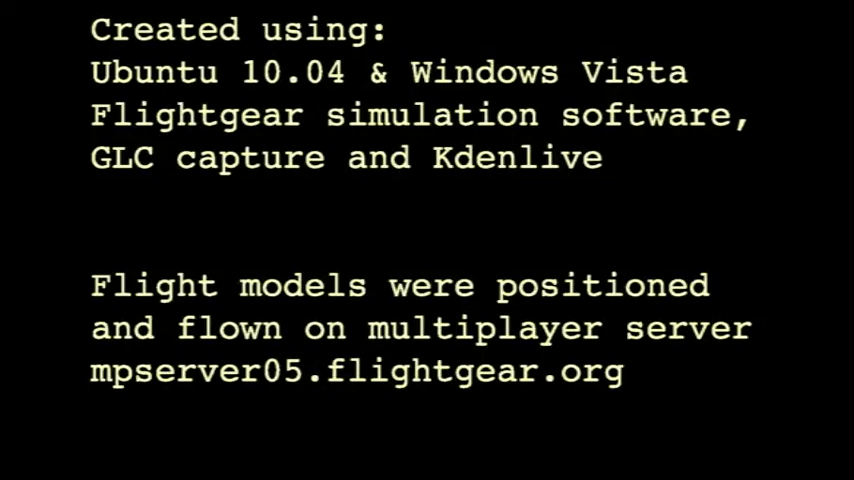 Created using:
Ubuntu 10.04 & Windows Vista
Flightgear simulation software,
GLC capture and Kdenlive
Flight models were positioned
and flown on multiplayer server
mpserver05.flightgear.org